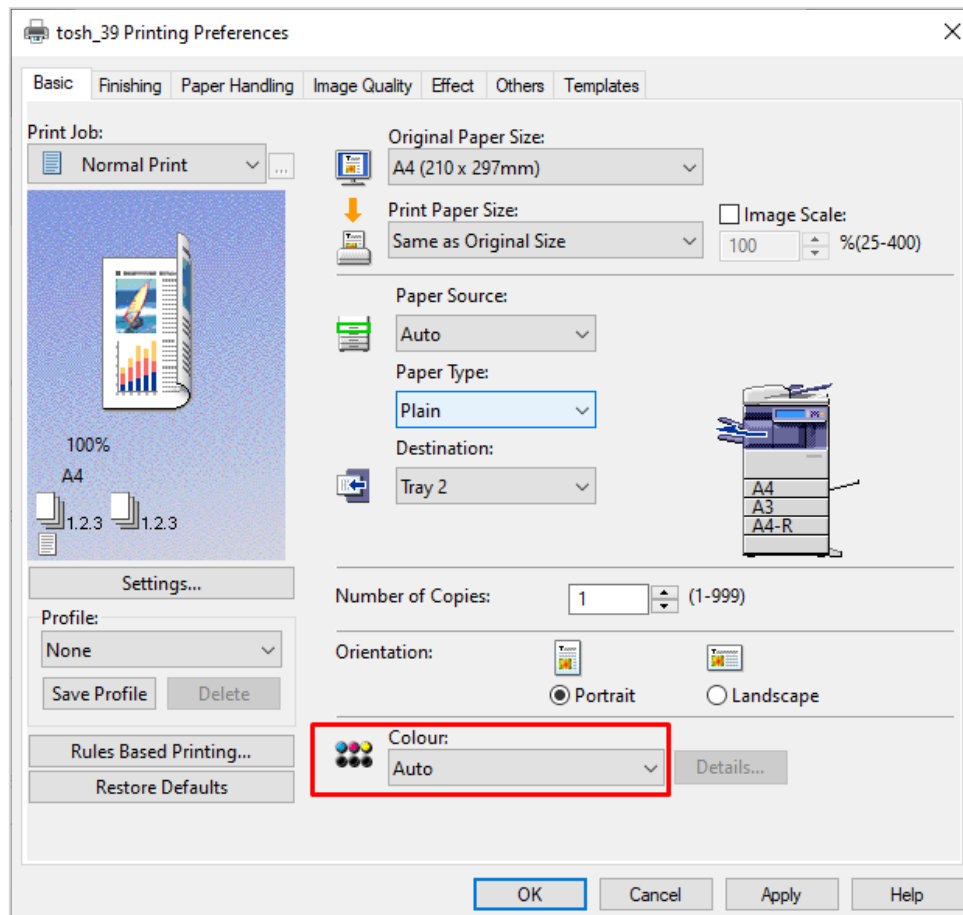 tosh_39 Printing Preferences
Basic Finishing Paper Handling Image Quality Effect Others Templates
Print Job:
Normal Print
...
100%
A4
1.2.3 1.2.3
Settings...
Profile:
None
Save Profile Delete
Rules Based Printing...
Restore Defaults
Original Paper Size:
A4 (210 x 297mm)
Print Paper Size:
Same as Original Size
Image Scale:
100 %(25-400)
Paper Source:
Auto
Paper Type:
Plain
Destination:
Tray 2
A4
A3
A4-R
Number of Copies: 1 (1-999)
Orientation:
Portrait Landscape
Colour:
Auto Details...
OK Cancel Apply Help